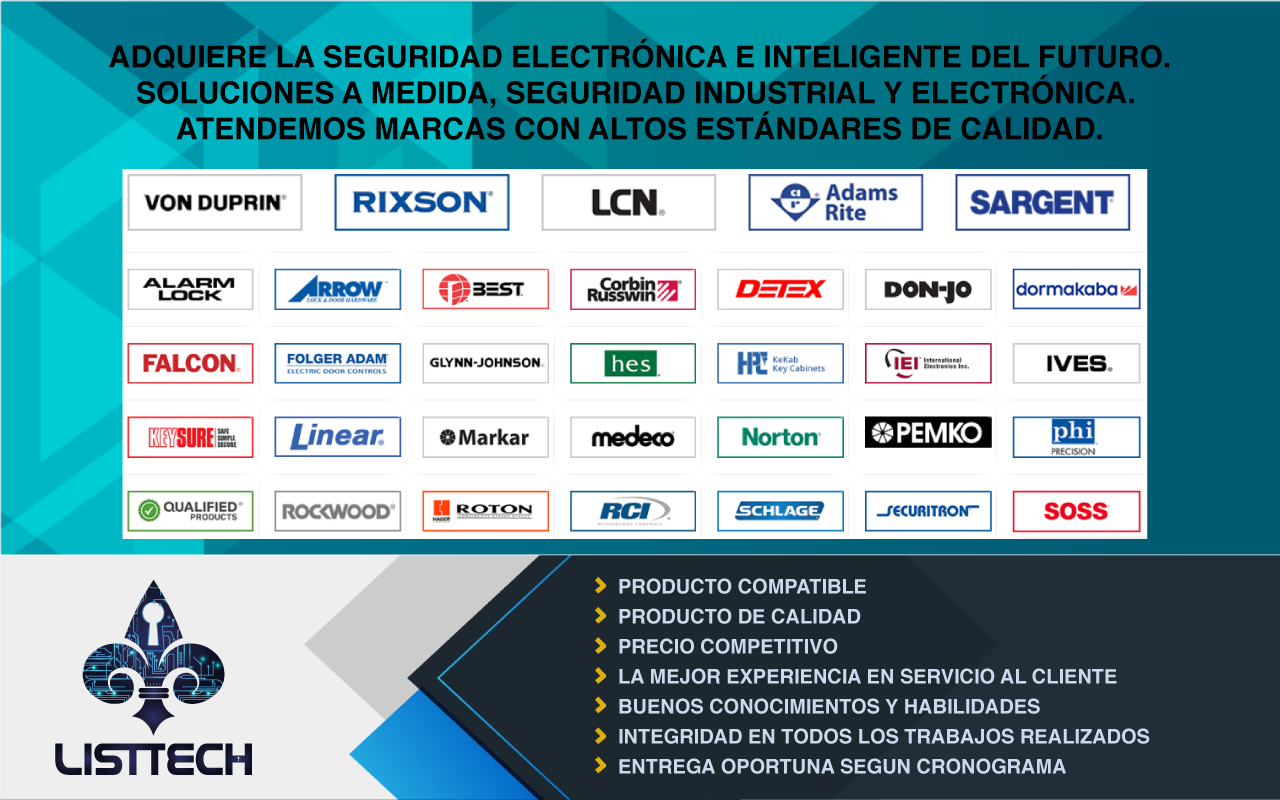 ADQUIERE LA SEGURIDAD ELECTRÓNICA E INTELIGENTE DEL FUTURO.
SOLUCIONES A MEDIDA, SEGURIDAD INDUSTRIAL Y ELECTRÓNICA.
ATENDEMOS MARCAS CON ALTOS ESTÁNDARES DE CALIDAD.
VON DUPRIN®
RIXSON®
LCN®
ar
Adams
Rite
SARGENT®
ALARM
LOCK
ARROW
LOCK & DOOR HARDWARE
BEST
Corbin
Russwin
DETEX
DON-JO
dormakaba
FALCON®
FOLGER ADAM
ELECTRIC DOOR CONTROLS
GLYNN-JOHNSON®
hes
HPC
KeKab
Key Cabinets
IEI
International
Electronics Inc.
IVES®
KEYSURE
SAFE
SIMPLE
SECURE
Linear®
Markar
medeco
Norton®
PEMKO
phi
PRECISION
QUALIFIED®
PRODUCTS
ROCKWOOD®
HAGER
ROTON
RCI
RUTHERFORD CONTROLS
SCHLAGE
SECURITRON
SOSS
LISTTECH
PRODUCTO COMPATIBLE
PRODUCTO DE CALIDAD
PRECIO COMPETITIVO
LA MEJOR EXPERIENCIA EN SERVICIO AL CLIENTE
BUENOS CONOCIMIENTOS Y HABILIDADES
INTEGRIDAD EN TODOS LOS TRABAJOS REALIZADOS
ENTREGA OPORTUNA SEGUN CRONOGRAMA